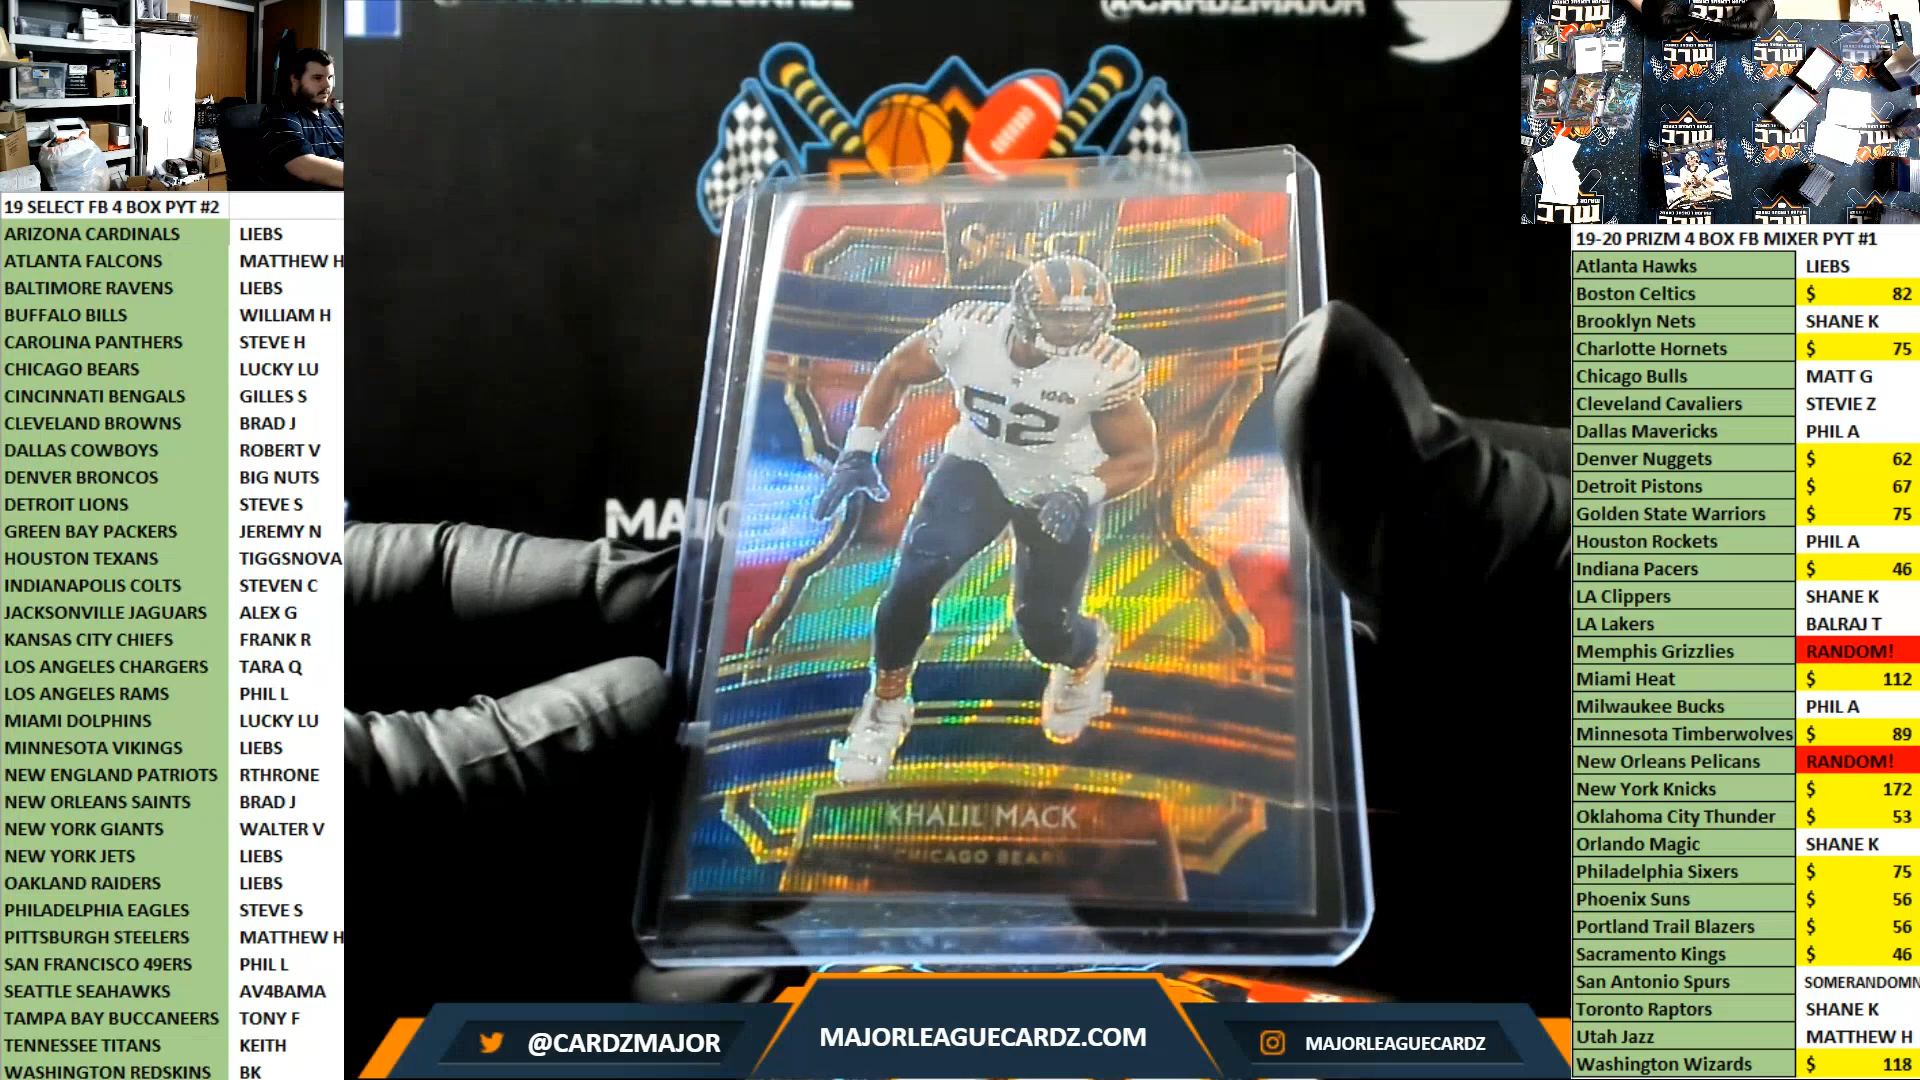 @CARDZMAJOR
19 SELECT FB 4 BOX PYT #2
ARIZONA CARDINALS LIEBS
ATLANTA FALCONS MATTHEW H
BALTIMORE RAVENS LIEBS
BUFFALO BILLS WILLIAM H
CAROLINA PANTHERS STEVE H
CHICAGO BEARS LUCKY LU
CINCINNATI BENGALS GILLES S
CLEVELAND BROWNS BRAD J
DALLAS COWBOYS ROBERT V
DENVER BRONCOS BIG NUTS
DETROIT LIONS STEVE S
GREEN BAY PACKERS JEREMY N
HOUSTON TEXANS TIGGSNOVA
INDIANAPOLIS COLTS STEVEN C
JACKSONVILLE JAGUARS ALEX G
KANSAS CITY CHIEFS FRANK R
LOS ANGELES CHARGERS TARA Q
LOS ANGELES RAMS PHIL L
MIAMI DOLPHINS LUCKY LU
MINNESOTA VIKINGS LIEBS
NEW ENGLAND PATRIOTS RTHRONE
NEW ORLEANS SAINTS BRAD J
NEW YORK GIANTS WALTER V
NEW YORK JETS LIEBS
OAKLAND RAIDERS LIEBS
PHILADELPHIA EAGLES STEVE S
PITTSBURGH STEELERS MATTHEW H
SAN FRANCISCO 49ERS PHIL L
SEATTLE SEAHAWKS AV4BAMA
TAMPA BAY BUCCANEERS TONY F
TENNESSEE TITANS KEITH
WASHINGTON REDSKINS BK
SELECT
52
KHALIL MACK
CHICAGO BEARS
@CARDZMAJOR
MAJORLEAGUECARDZ.COM
MAJORLEAGUECARDZ
19-20 PRIZM 4 BOX FB MIXER PYT #1
Atlanta Hawks LIEBS
Boston Celtics $ 82
Brooklyn Nets SHANE K
Charlotte Hornets $ 75
Chicago Bulls MATT G
Cleveland Cavaliers STEVIE Z
Dallas Mavericks PHIL A
Denver Nuggets $ 62
Detroit Pistons $ 67
Golden State Warriors $ 75
Houston Rockets PHIL A
Indiana Pacers $ 46
LA Clippers SHANE K
LA Lakers BALRAJ T
Memphis Grizzlies RANDOM!
Miami Heat $ 112
Milwaukee Bucks PHIL A
Minnesota Timberwolves $ 89
New Orleans Pelicans RANDOM!
New York Knicks $ 172
Oklahoma City Thunder $ 53
Orlando Magic SHANE K
Philadelphia Sixers $ 75
Phoenix Suns $ 56
Portland Trail Blazers $ 56
Sacramento Kings $ 46
San Antonio Spurs SOMERANDOMN
Toronto Raptors SHANE K
Utah Jazz MATTHEW H
Washington Wizards $ 118